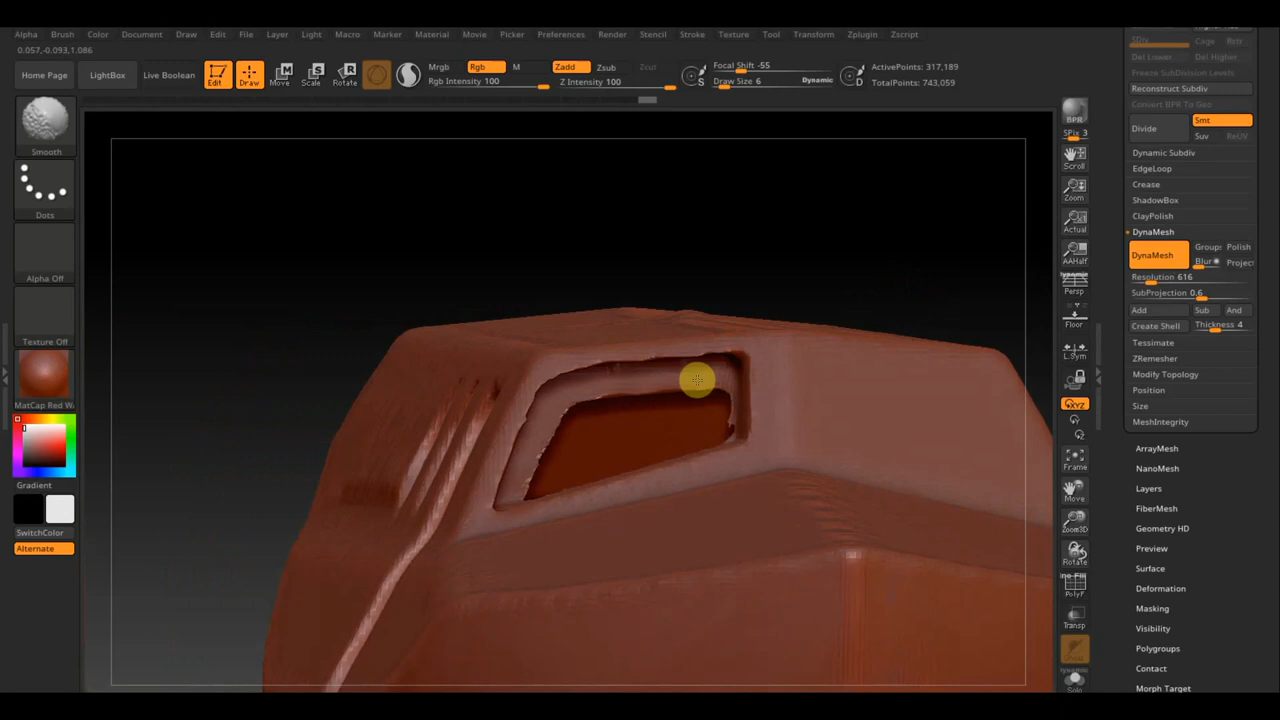 Alpha Brush Color Document Draw Edit File Layer Light Macro Marker Material Movie Picker Preferences Render Stencil Stroke Texture Tool Transform Zplugin Zscript
0.057,-0.093,1.086
Home Page
LightBox
Live Boolean
Edit
Draw
Move
Scale
Rotate
Mrgb
Rgb
M
Rgb Intensity 100
Zadd
Zsub
Zcut
Z Intensity 100
S
Focal Shift -55
Draw Size 6
Dynamic
D
ActivePoints: 317,189
TotalPoints: 743,059
Smooth
Dots
Alpha Off
Texture Off
MatCap Red W
Gradient
SwitchColor
Alternate
BPR
SPix 3
Scroll
Zoom
Actual
AAHalf
Persp
Floor
L.Sym
XYZ
Y
Z
Frame
Move
Zoom3D
Rotate
PolyF
Transp
Solo
SDiv
Cage
Rctr
Del Lower
Del Higher
Freeze SubDivision Levels
Reconstruct Subdiv
Convert BPR To Geo
Divide
Smt
Suv
ReUV
Dynamic Subdiv
EdgeLoop
Crease
ShadowBox
ClayPolish
DynaMesh
DynaMesh
Groups
Polish
Blur
Project
Resolution 616
SubProjection 0.6
Add
Sub
And
Create Shell
Thickness 4
Tessimate
ZRemesher
Modify Topology
Position
Size
MeshIntegrity
ArrayMesh
NanoMesh
Layers
FiberMesh
Geometry HD
Preview
Surface
Deformation
Masking
Visibility
Polygroups
Contact
Morph Target